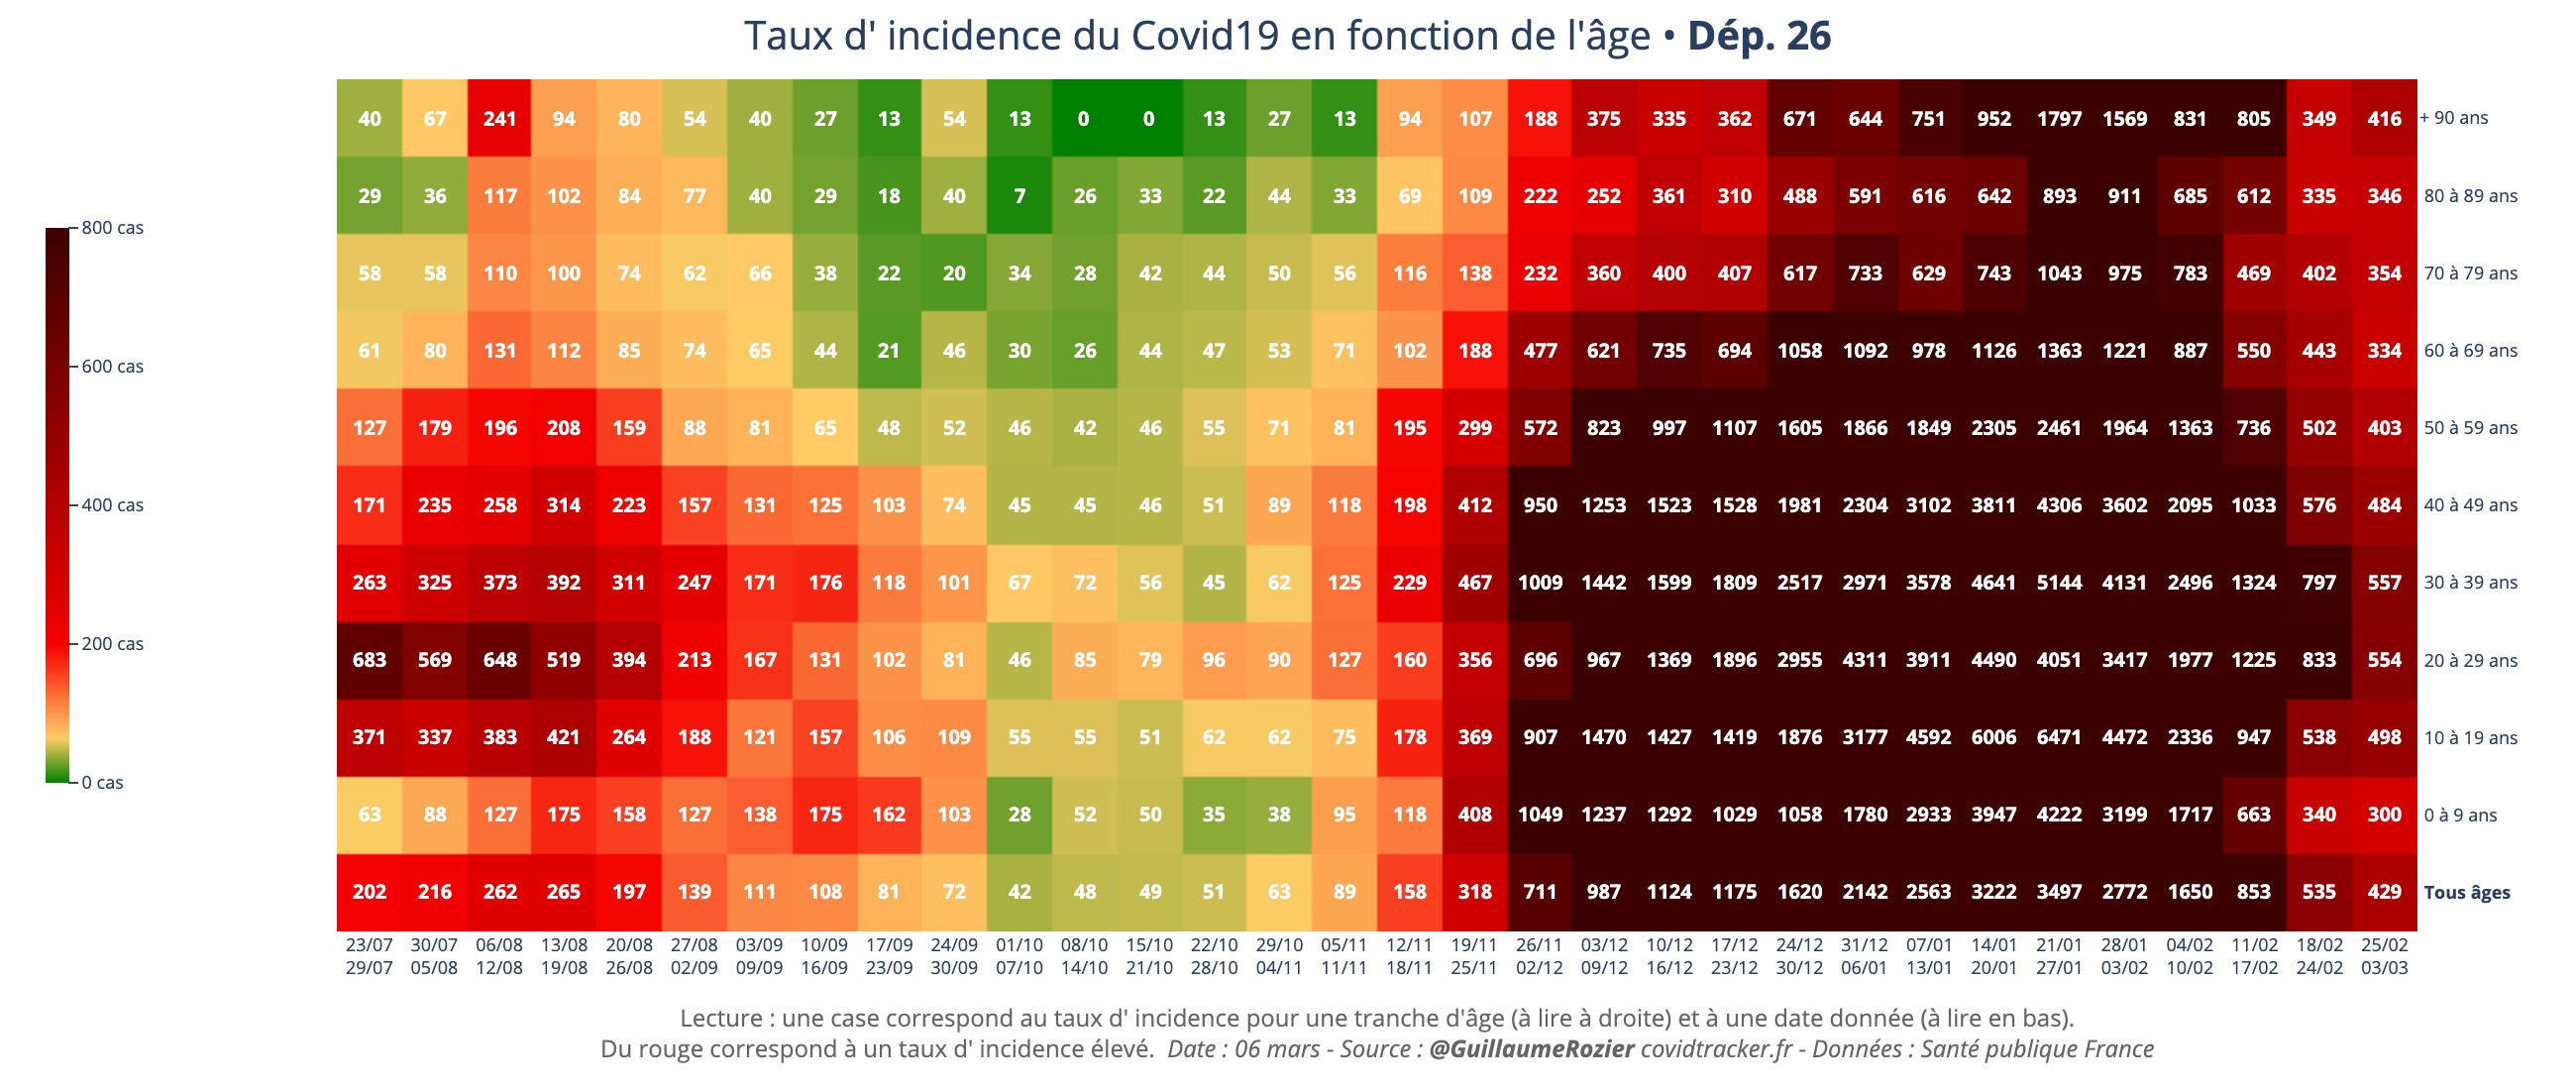 Taux d' incidence du Covid19 en fonction de l'âge • Dép. 26
40 67 241 94 80 54 40 27 13 54 13 0 0 13 27 13 94 107 188 375 335 362 671 644 751 952 1797 1569 831 805 349 416 + 90 ans
29 36 117 102 84 77 40 29 18 40 7 26 33 22 44 33 69 109 222 252 361 310 488 591 616 642 893 911 685 612 335 346 80 à 89 ans
800 cas
58 58 110 100 74 62 66 38 22 20 34 28 42 44 50 56 116 138 232 360 400 407 617 733 629 743 1043 975 783 469 402 354 70 à 79 ans
61 80 131 112 85 74 65 44 21 46 30 26 44 47 53 71 102 188 477 621 735 694 1058 1092 978 1126 1363 1221 887 550 443 334 60 à 69 ans
600 cas
127 179 196 208 159 88 81 65 48 52 46 42 46 55 71 81 195 299 572 823 997 1107 1605 1866 1849 2305 2461 1964 1363 736 502 403 50 à 59 ans
400 cas
171 235 258 314 223 157 131 125 103 74 45 45 46 51 89 118 198 412 950 1253 1523 1528 1981 2304 3102 3811 4306 3602 2095 1033 576 484 40 à 49 ans
263 325 373 392 311 247 171 176 118 101 67 72 56 45 62 125 229 467 1009 1442 1599 1809 2517 2971 3578 4641 5144 4131 2496 1324 797 557 30 à 39 ans
200 cas
683 569 648 519 394 213 167 131 102 81 46 85 79 96 90 127 160 356 696 967 1369 1896 2955 4311 3911 4490 4051 3417 1977 1225 833 554 20 à 29 ans
371 337 383 421 264 188 121 157 106 109 55 55 51 62 62 75 178 369 907 1470 1427 1419 1876 3177 4592 6006 6471 4472 2336 947 538 498 10 à 19 ans
0 cas
63 88 127 175 158 127 138 175 162 103 28 52 50 35 38 95 118 408 1049 1237 1292 1029 1058 1780 2933 3947 4222 3199 1717 663 340 300 0 à 9 ans
202 216 262 265 197 139 111 108 81 72 42 48 49 51 63 89 158 318 711 987 1124 1175 1620 2142 2563 3222 3497 2772 1650 853 535 429 Tous âges
23/07 30/07 06/08 13/08 20/08 27/08 03/09 10/09 17/09 24/09 01/10 08/10 15/10 22/10 29/10 05/11 12/11 19/11 26/11 03/12 10/12 17/12 24/12 31/12 07/01 14/01 21/01 28/01 04/02 11/02 18/02 25/02
29/07 05/08 12/08 19/08 26/08 02/09 09/09 16/09 23/09 30/09 07/10 14/10 21/10 28/10 04/11 11/11 18/11 25/11 02/12 09/12 16/12 23/12 30/12 06/01 13/01 20/01 27/01 03/02 10/02 17/02 24/02 03/03
Lecture : une case correspond au taux d' incidence pour une tranche d'âge (à lire à droite) et à une date donnée (à lire en bas).
Du rouge correspond à un taux d' incidence élevé. Date : 06 mars - Source : @GuillaumeRozier covidtracker.fr - Données : Santé publique France